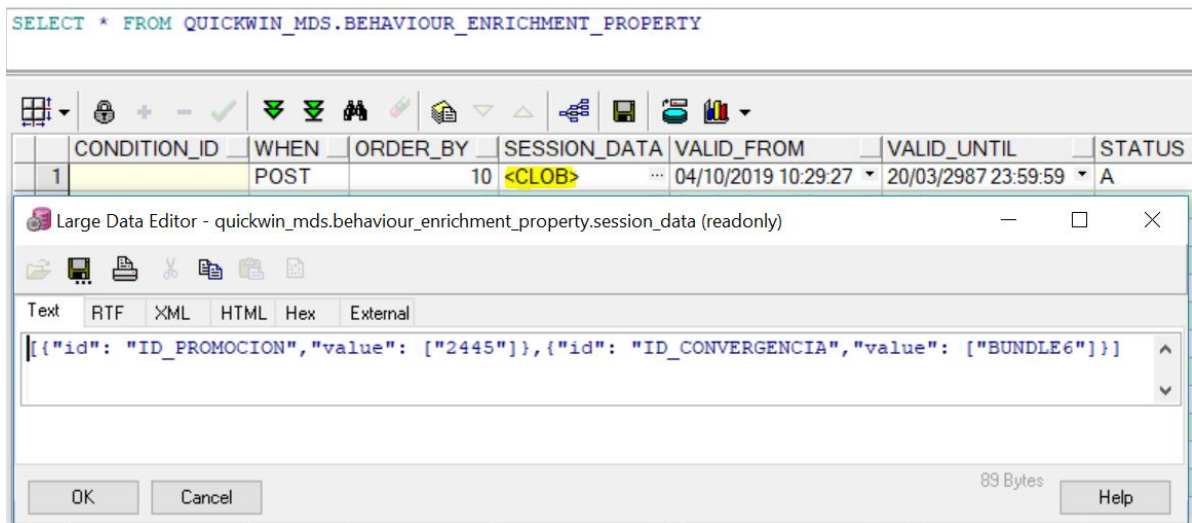 SELECT * FROM QUICKWIN_MDS.BEHAVIOUR_ENRICHMENT_PROPERTY
CONDITION_ID WHEN ORDER_BY SESSION_DATA VALID_FROM VALID_UNTIL STATUS
1 POST 10 <CLOB> ... 04/10/2019 10:29:27 20/03/2987 23:59:59 A
Large Data Editor - quickwin_mds.behaviour_enrichment_property.session_data (readonly)
Text RTF XML HTML Hex External
[{"id": "ID_PROMOCION","value": ["2445"]},{"id": "ID_CONVERGENCIA","value": ["BUNDLE6"]}]
89 Bytes
OK Cancel Help